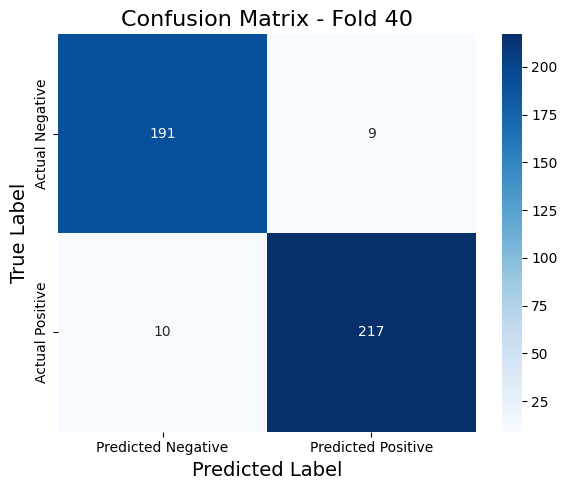 Confusion Matrix - Fold 40
True Label
Actual Negative
Actual Positive
191
9
10
217
Predicted Negative
Predicted Positive
Predicted Label
200
175
150
125
100
75
50
25